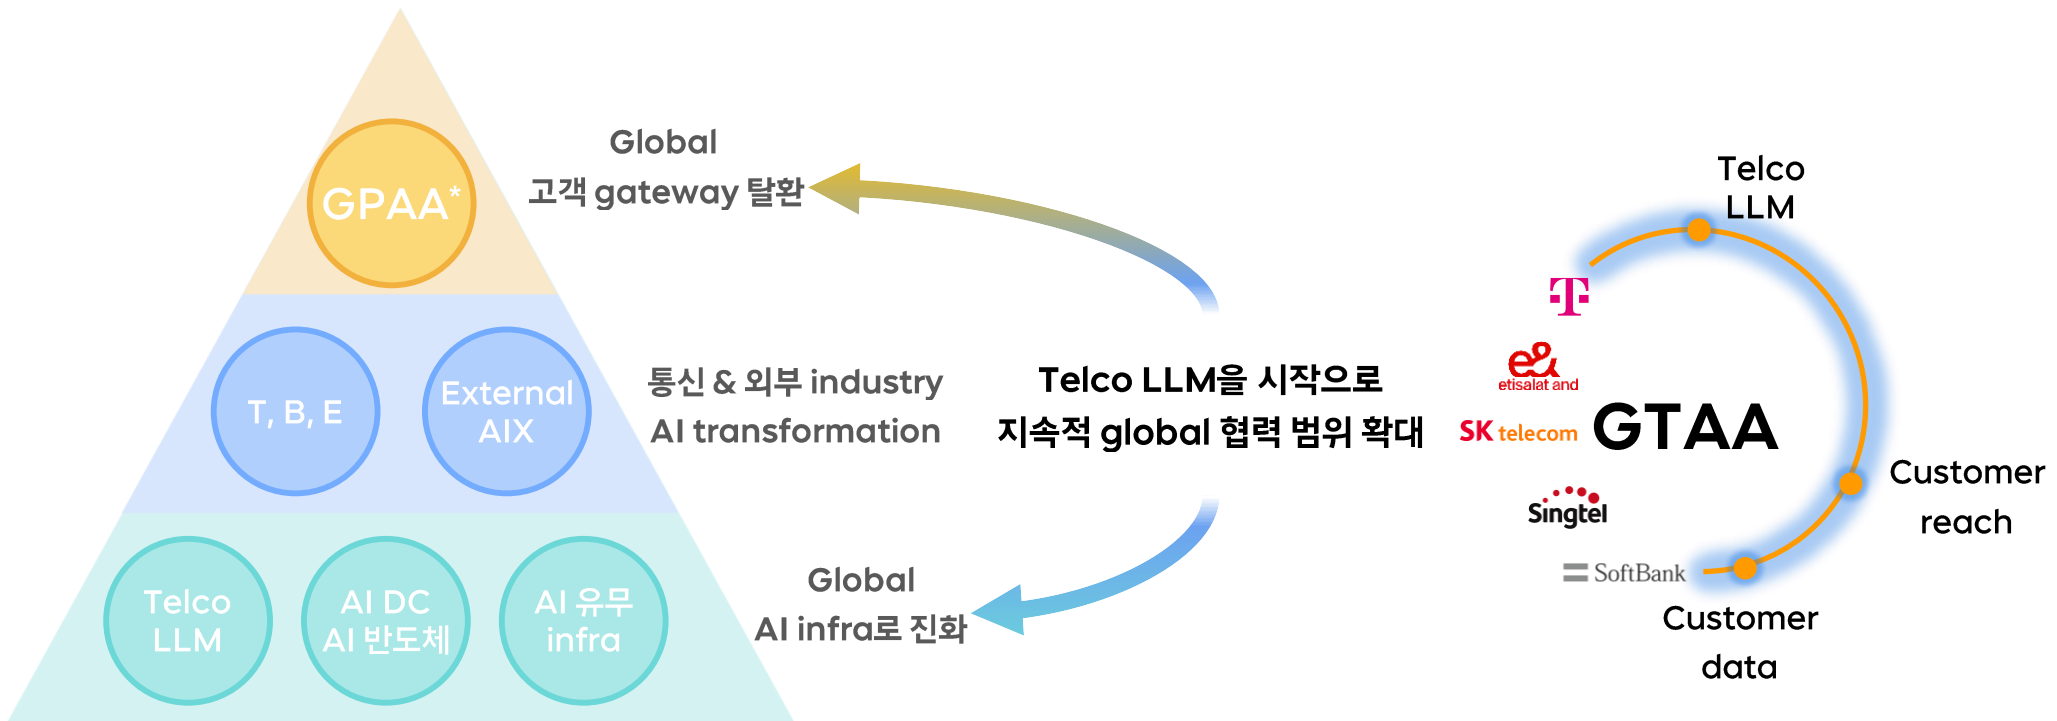 GPAA*
Global
고객 gateway 탈환
T, B, E
External
AIX
통신 & 외부 industry
AI transformation
Telco
LLM
AI DC
AI 반도체
AI 유무
infra
Global
AI infra로 진화
Telco LLM을 시작으로
지속적 global 협력 범위 확대
Telco
LLM
T
e&
etisalat and
SK telecom
GTAA
Singtel
SoftBank
Customer
reach
Customer
data